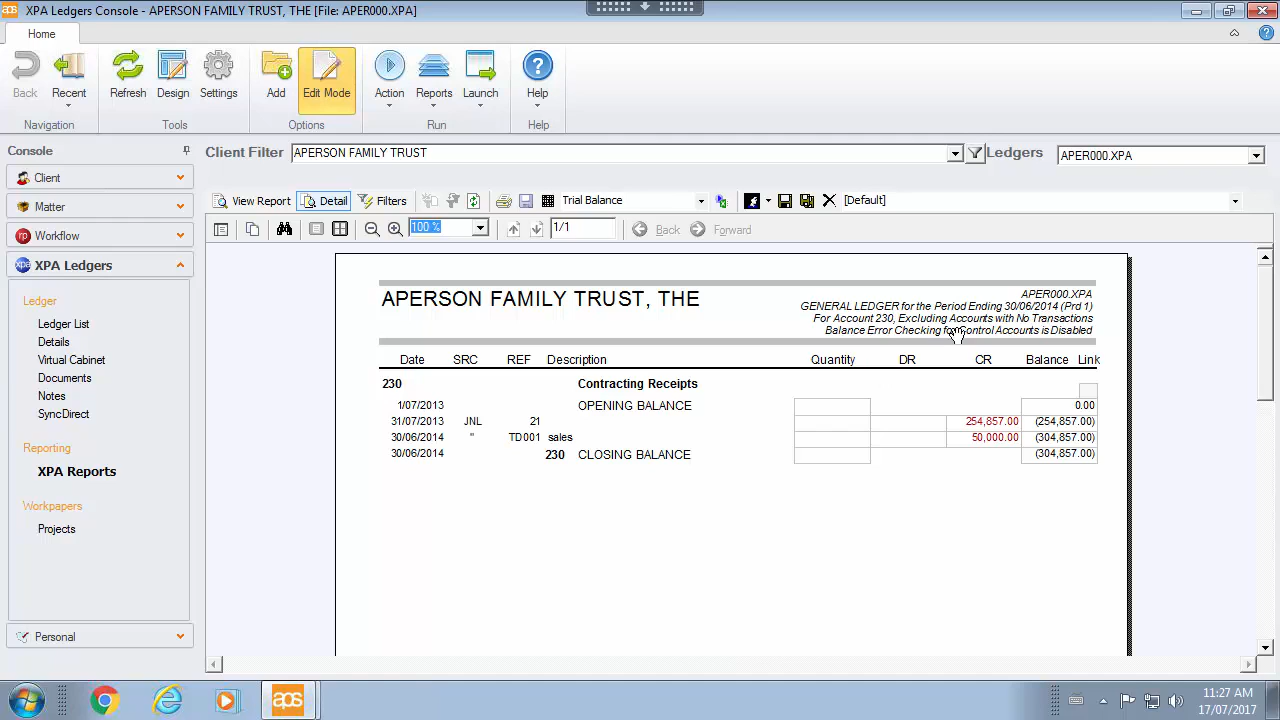 aps XPA Ledgers Console - APERSON FAMILY TRUST, THE [File: APER000.XPA]
Home
Back Recent Refresh Design Settings Add Edit Mode Action Reports Launch Help
Navigation Tools Options Run Help
Console
Client Filter APERSON FAMILY TRUST Ledgers APER000.XPA
Client
Matter
Workflow
XPA Ledgers
Ledger
Ledger List
Details
Virtual Cabinet
Documents
Notes
SyncDirect
Reporting
XPA Reports
Workpapers
Projects
Personal
View Report Detail Filters Trial Balance [Default]
100 % 1/1 Back Forward
APERSON FAMILY TRUST, THE
APER000.XPA
GENERAL LEDGER for the Period Ending 30/06/2014 (Prd 1)
For Account 230, Excluding Accounts with No Transactions
Balance Error Checking for Control Accounts is Disabled
Date SRC REF Description Quantity DR CR Balance Link
230 Contracting Receipts
1/07/2013 OPENING BALANCE 0.00
31/07/2013 JNL 21 254,857.00 (254,857.00)
30/06/2014 " TD001 sales 50,000.00 (304,857.00)
30/06/2014 230 CLOSING BALANCE (304,857.00)
aps
11:27 AM
17/07/2017